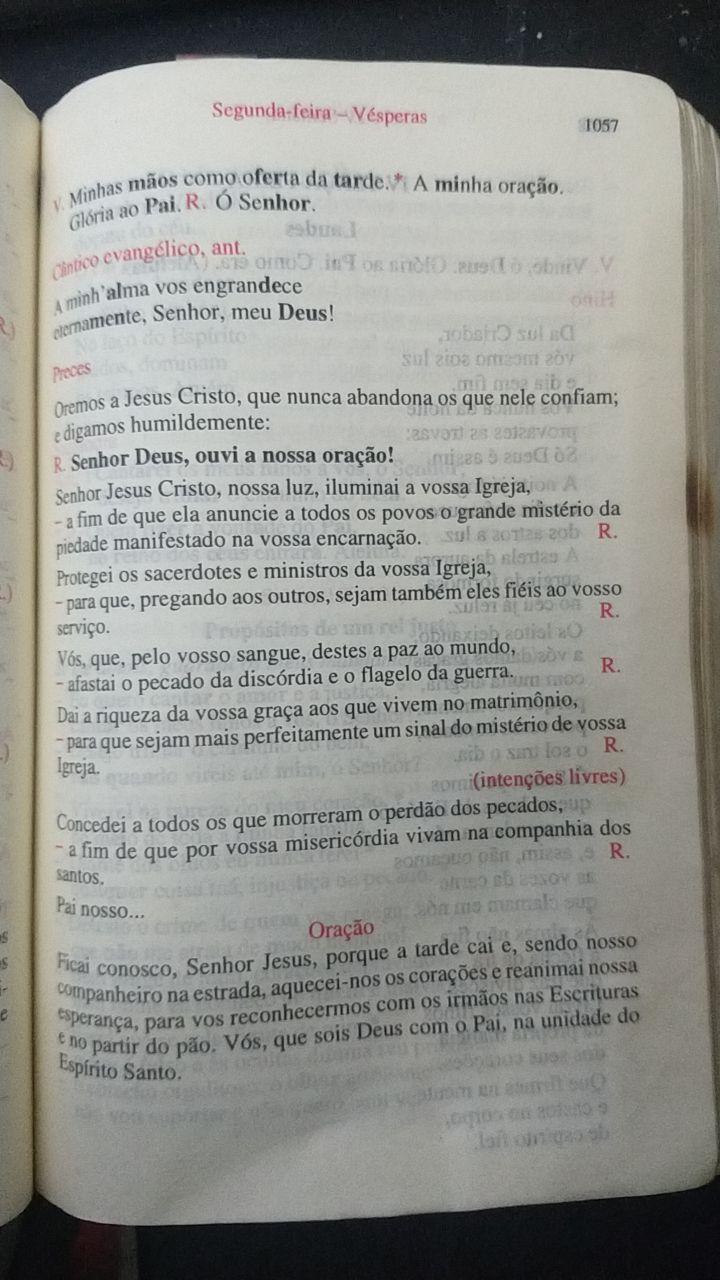 Segunda-feira – Vésperas
1057
V. Minhas mãos como oferta da tarde.* A minha oração.
Glória ao Pai. R. Ó Senhor.
Cântico evangélico, ant.
A minh'alma vos engrandece
eternamente, Senhor, meu Deus!
Preces
Oremos a Jesus Cristo, que nunca abandona os que nele confiam;
e digamos humildemente:
R. Senhor Deus, ouvi a nossa oração!
Senhor Jesus Cristo, nossa luz, iluminai a vossa Igreja,
– a fim de que ela anuncie a todos os povos o grande mistério da
piedade manifestado na vossa encarnação. R.
Protegei os sacerdotes e ministros da vossa Igreja,
– para que, pregando aos outros, sejam também eles fiéis ao vosso
serviço. R.
Vós, que, pelo vosso sangue, destes a paz ao mundo,
– afastai o pecado da discórdia e o flagelo da guerra. R.
Dai a riqueza da vossa graça aos que vivem no matrimônio,
– para que sejam mais perfeitamente um sinal do mistério de vossa
Igreja. R.
(intenções livres)
Concedei a todos os que morreram o perdão dos pecados,
– a fim de que por vossa misericórdia vivam na companhia dos
santos. R.
Pai nosso...
Oração
Ficai conosco, Senhor Jesus, porque a tarde cai e, sendo nosso
companheiro na estrada, aquecei-nos os corações e reanimai nossa
esperança, para vos reconhecermos com os irmãos nas Escrituras
e no partir do pão. Vós, que sois Deus com o Pai, na unidade do
Espírito Santo.